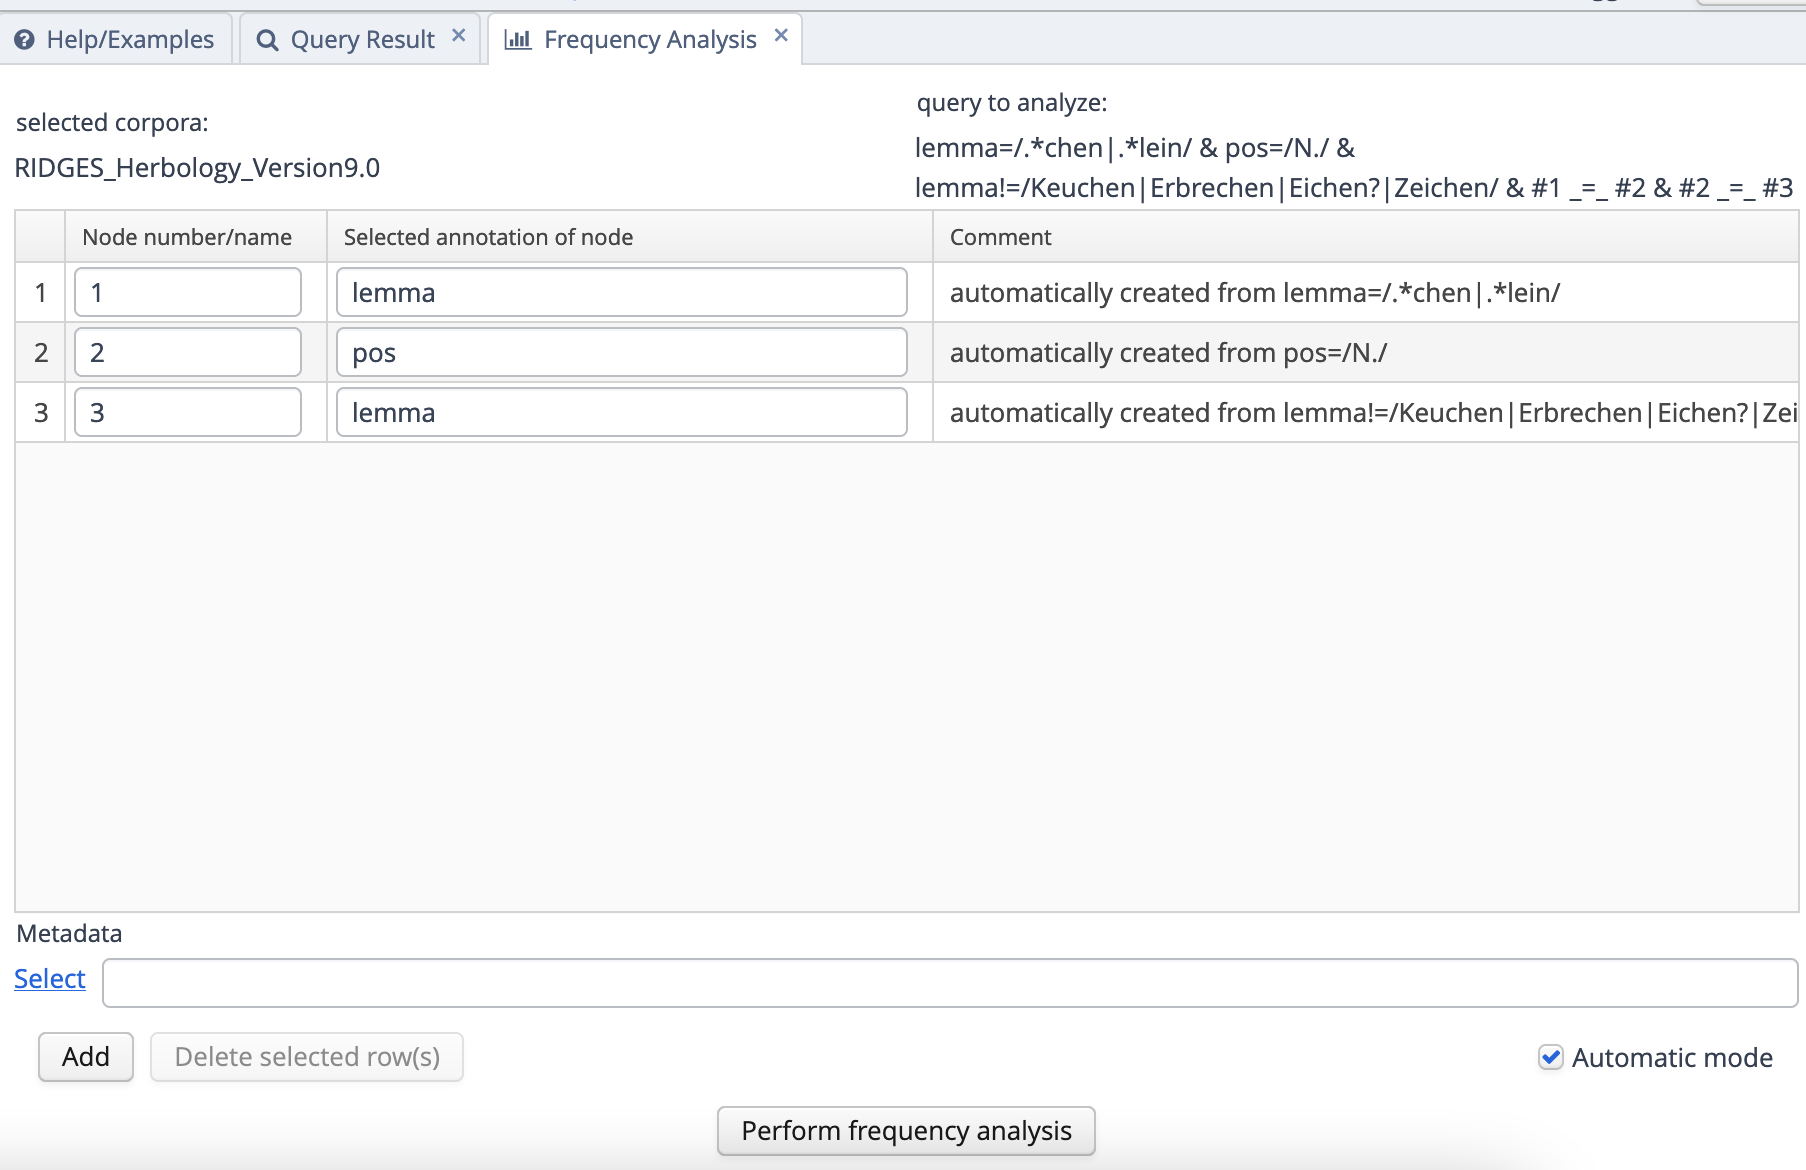 Help/Examples
Query Result
Frequency Analysis
selected corpora:
RIDGES_Herbology_Version9.0
query to analyze:
lemma=/.*chen|.*lein/ & pos=/N./ &
lemma!=/Keuchen|Erbrechen|Eichen?|Zeichen/ & #1 _=_ #2 & #2 _=_ #3
Node number/name Selected annotation of node Comment
1 1 lemma automatically created from lemma=/.*chen|.*lein/
2 2 pos automatically created from pos=/N./
3 3 lemma automatically created from lemma!=/Keuchen|Erbrechen|Eichen?|Zei
Metadata
Select
Add Delete selected row(s) Automatic mode
Perform frequency analysis